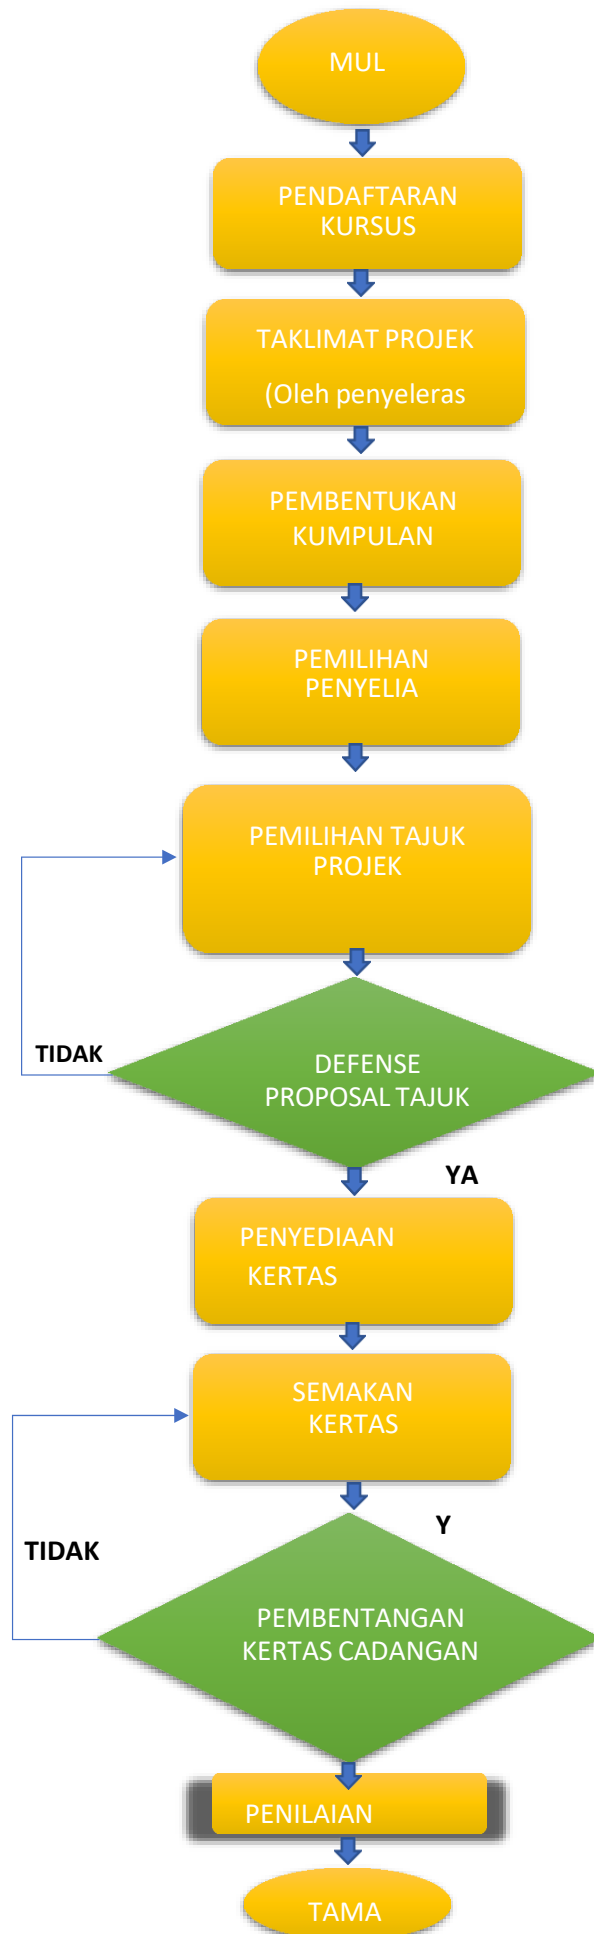 MUL
PENDAFTARAN
KURSUS
TAKLIMAT PROJEK
(Oleh penyeleras
PEMBENTUKAN
KUMPULAN
PEMILIHAN
PENYELIA
PEMILIHAN TAJUK
PROJEK
TIDAK
DEFENSE
PROPOSAL TAJUK
YA
PENYEDIAAN
KERTAS
SEMAKAN
KERTAS
Y
TIDAK
PEMBENTANGAN
KERTAS CADANGAN
PENILAIAN
TAMA